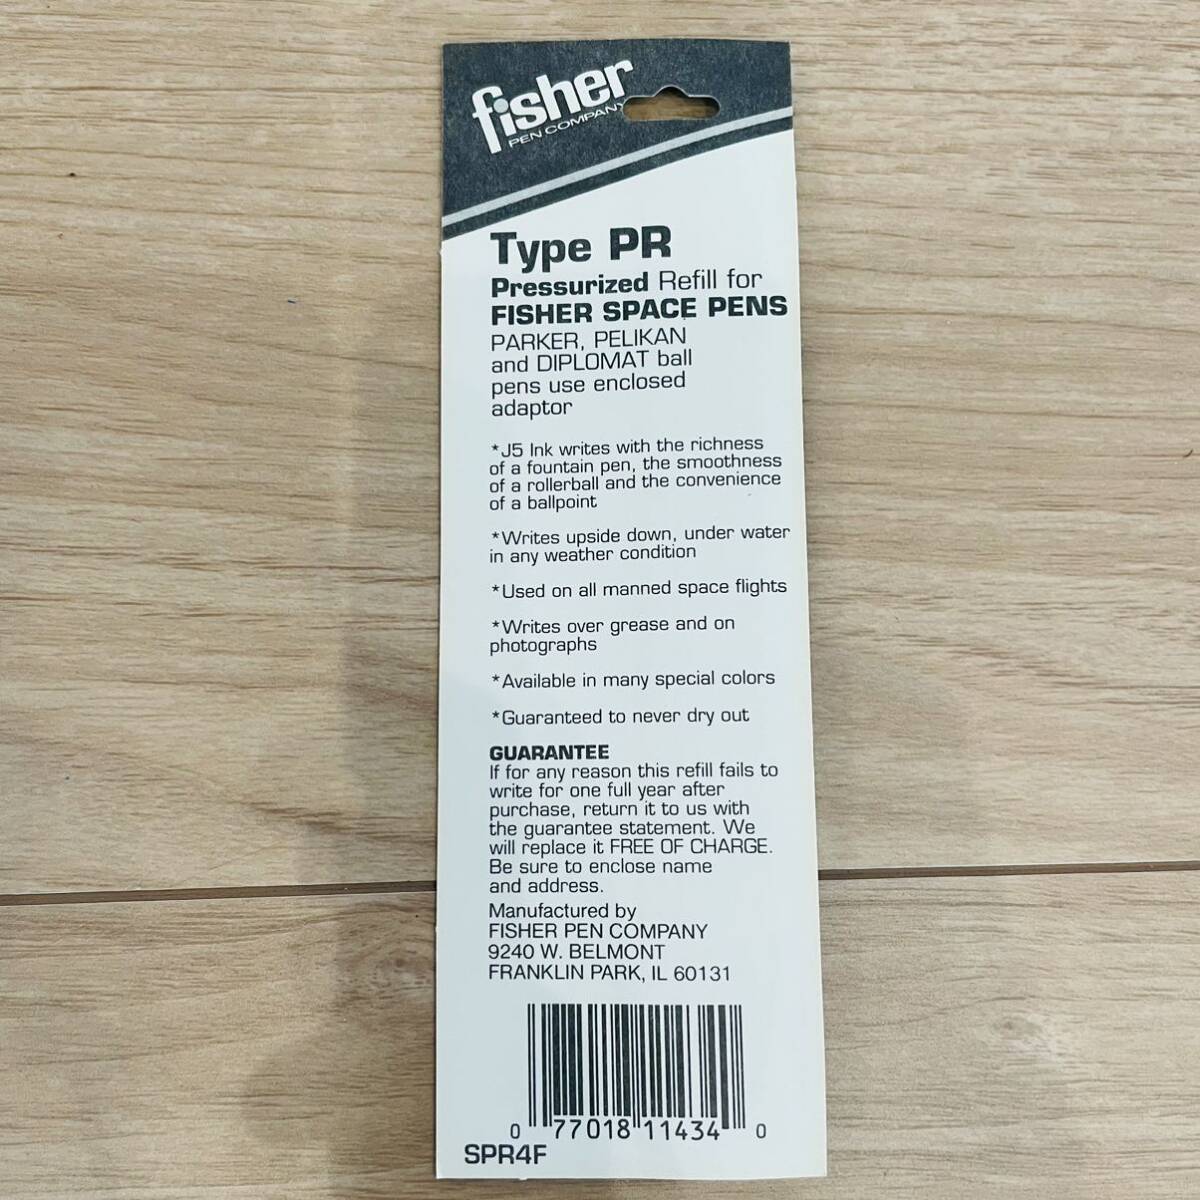 fisher
PEN COMPANY
Type PR
Pressurized Refill for
FISHER SPACE PENS
PARKER, PELIKAN
and DIPLOMAT ball
pens use enclosed
adaptor
*J5 Ink writes with the richness
of a fountain pen, the smoothness
of a rollerball and the convenience
of a ballpoint
*Writes upside down, under water
in any weather condition
*Used on all manned space flights
*Writes over grease and on
photographs
*Available in many special colors
*Guaranteed to never dry out
GUARANTEE
If for any reason this refill fails to
write for one full year after
purchase, return it to us with
the guarantee statement. We
will replace it FREE OF CHARGE.
Be sure to enclose name
and address.
Manufactured by
FISHER PEN COMPANY
9240 W. BELMONT
FRANKLIN PARK, IL 60131
0 77018 11434 0
SPR4F